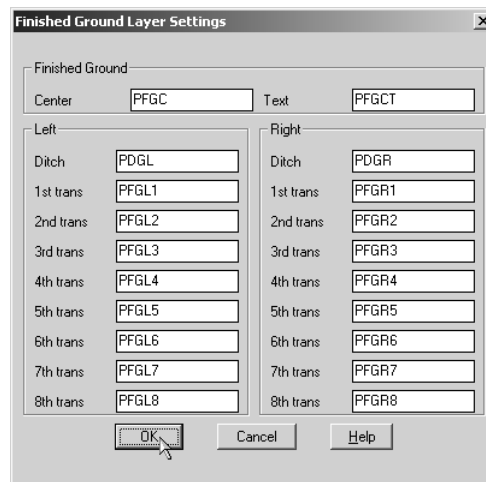 Finished Ground Layer Settings
Finished Ground
Center PFGC Text PFGCT
Left Right
Ditch PDGL Ditch PDGR
1st trans PFGL1 1st trans PFGR1
2nd trans PFGL2 2nd trans PFGR2
3rd trans PFGL3 3rd trans PFGR3
4th trans PFGL4 4th trans PFGR4
5th trans PFGL5 5th trans PFGR5
6th trans PFGL6 6th trans PFGR6
7th trans PFGL7 7th trans PFGR7
8th trans PFGL8 8th trans PFGR8
OK Cancel Help